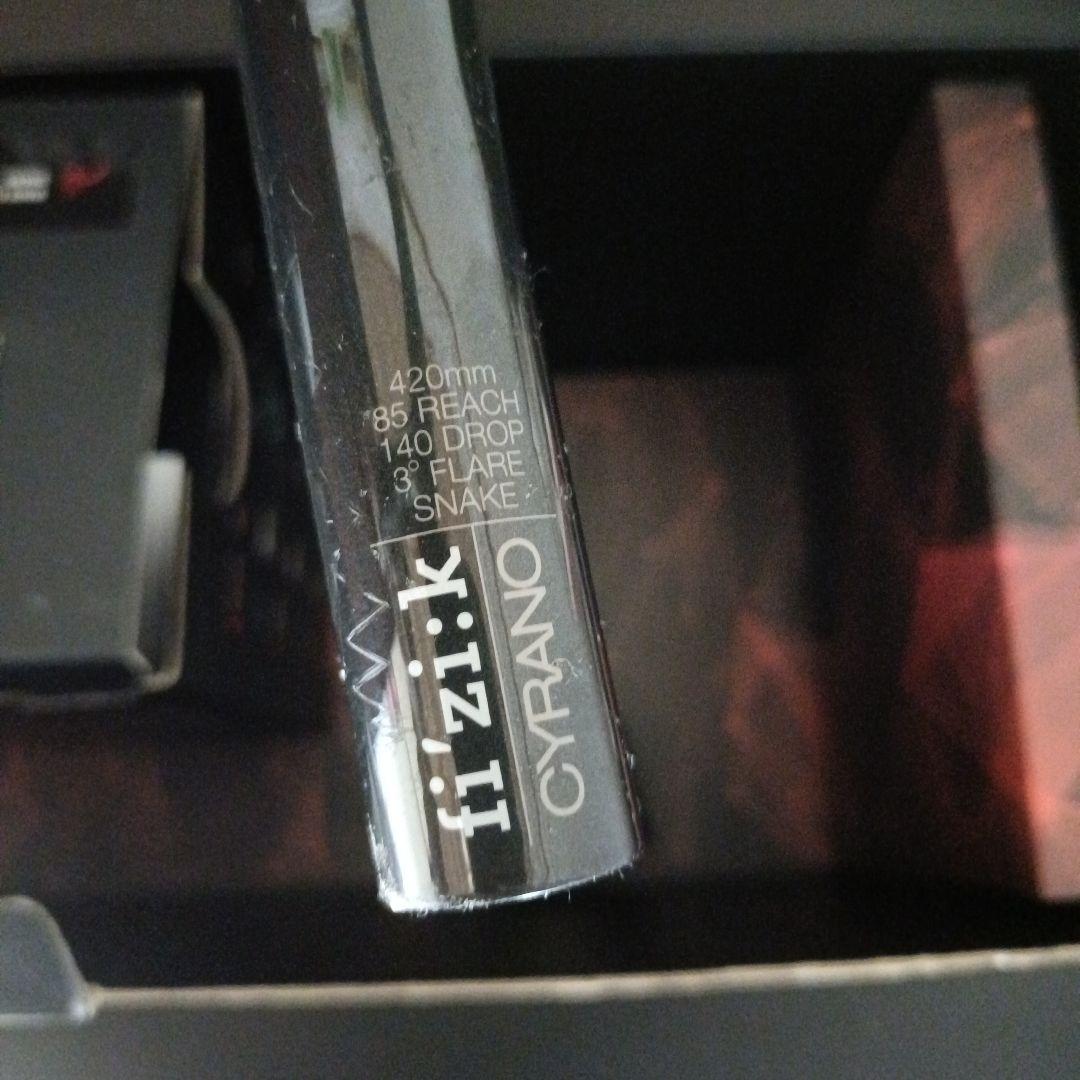 420mm
85 REACH
140 DROP
3° FLARE
SNAKE
fi'zi:k
CYRANO